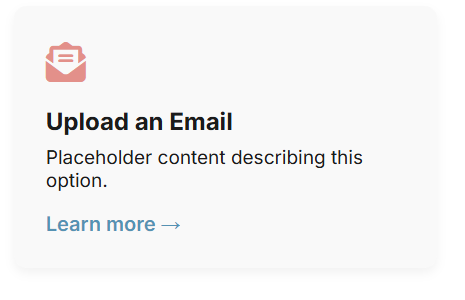 Upload an Email
Placeholder content describing this
option.
Learn more →